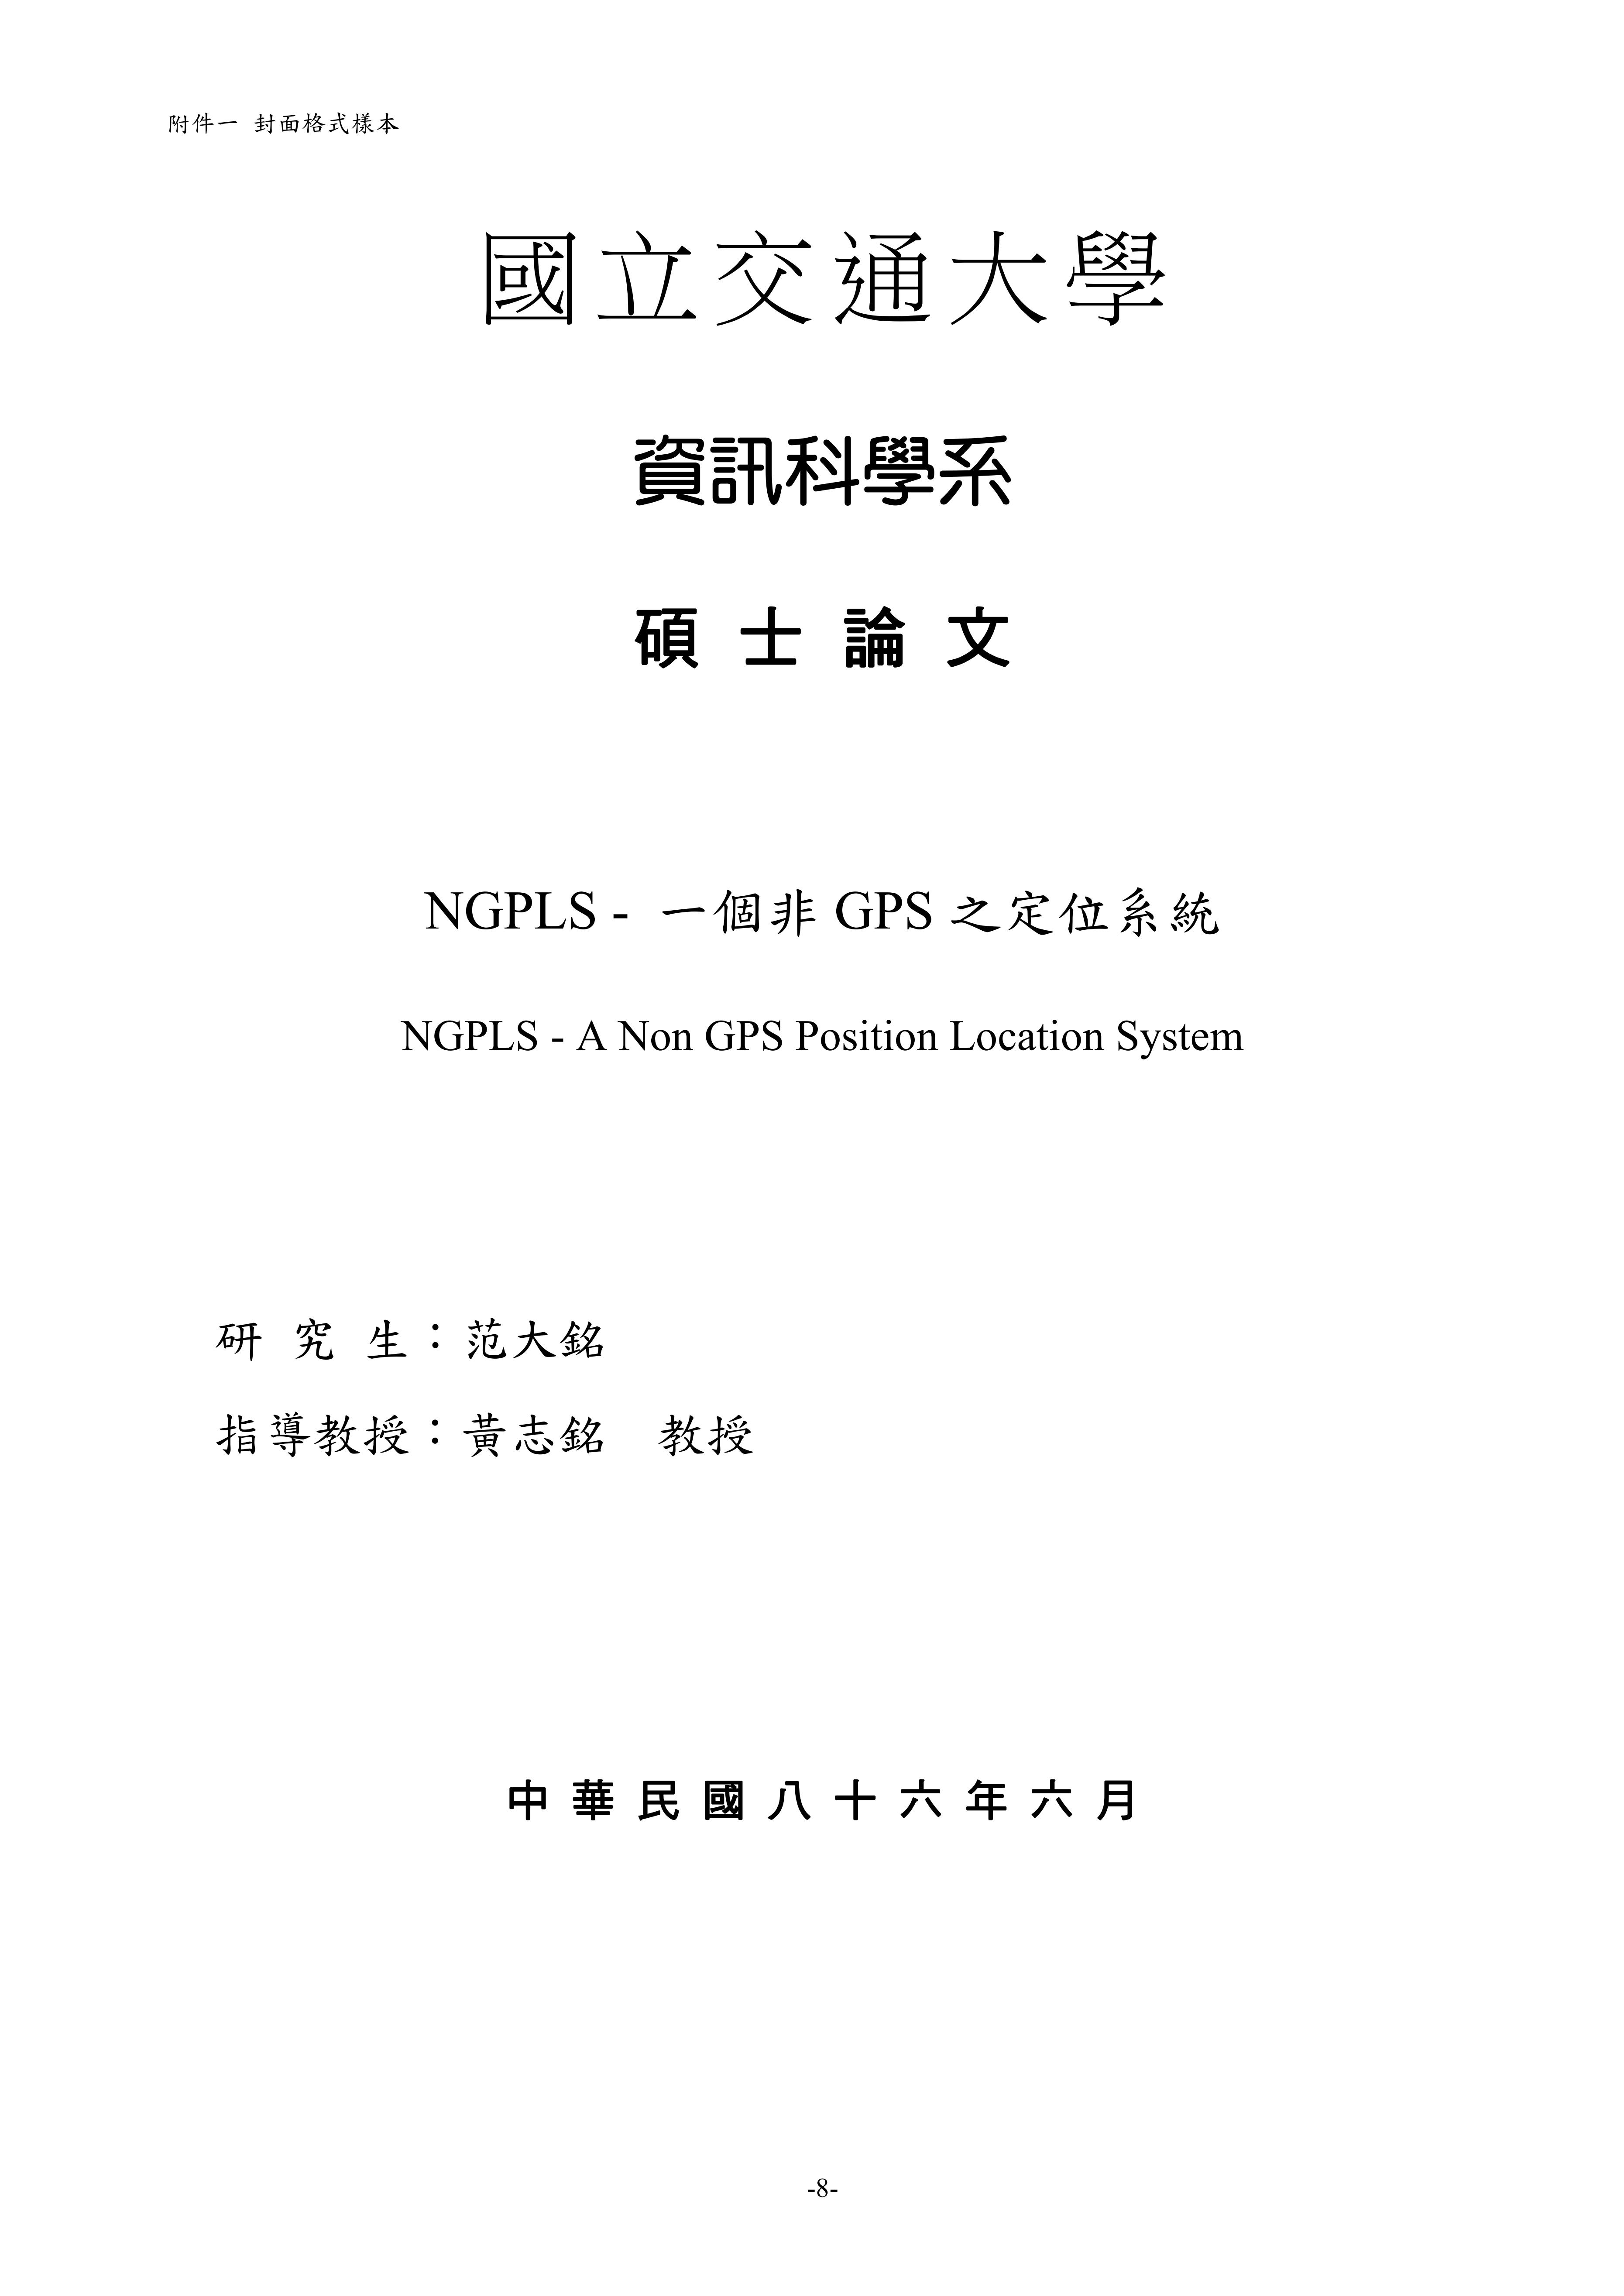 附件一 封面格式樣本
國立交通大學
資訊科學系
碩士論文
NGPLS - 一個非 GPS 之定位系統
NGPLS - A Non GPS Position Location System
研 究 生：范大銘
指導教授：黃志銘　教授
中華民國八十六年六月
-8-